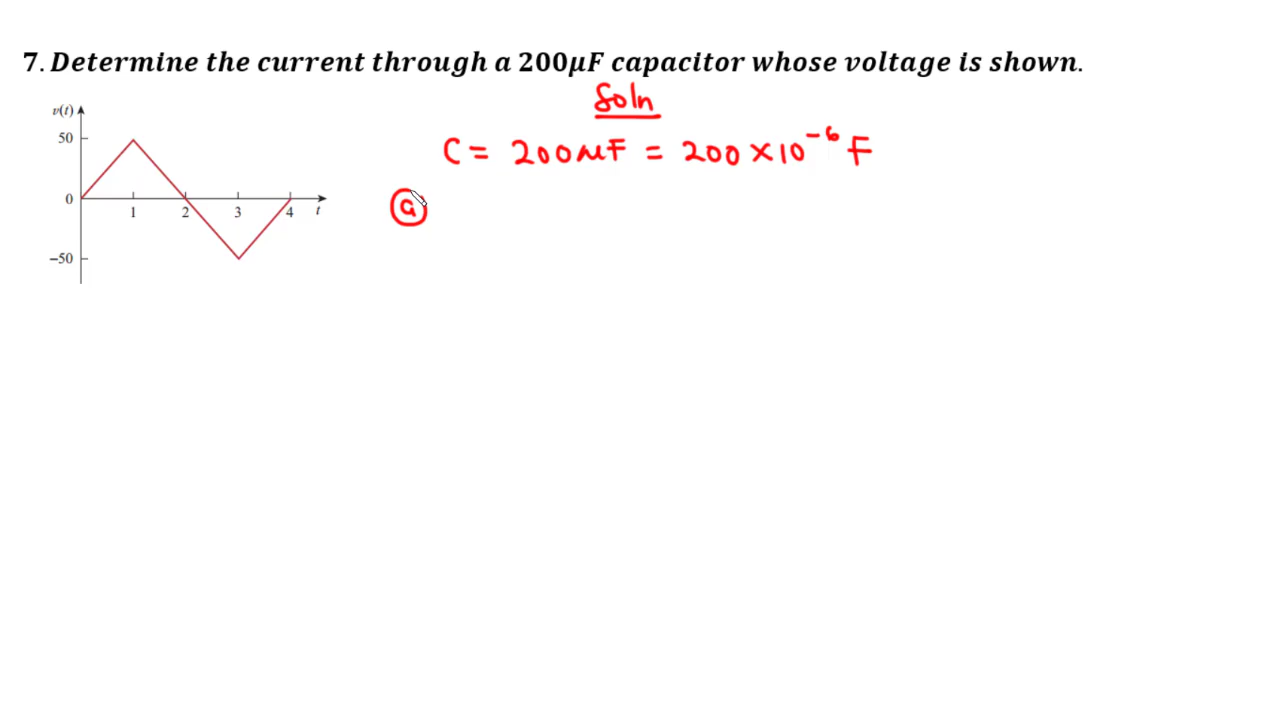 7. Determine the current through a 200μF capacitor whose voltage is shown.
Soln
C = 200μF = 200 × 10⁻⁶ F
a
v(t)
50
0
-50
1 2 3 4 t